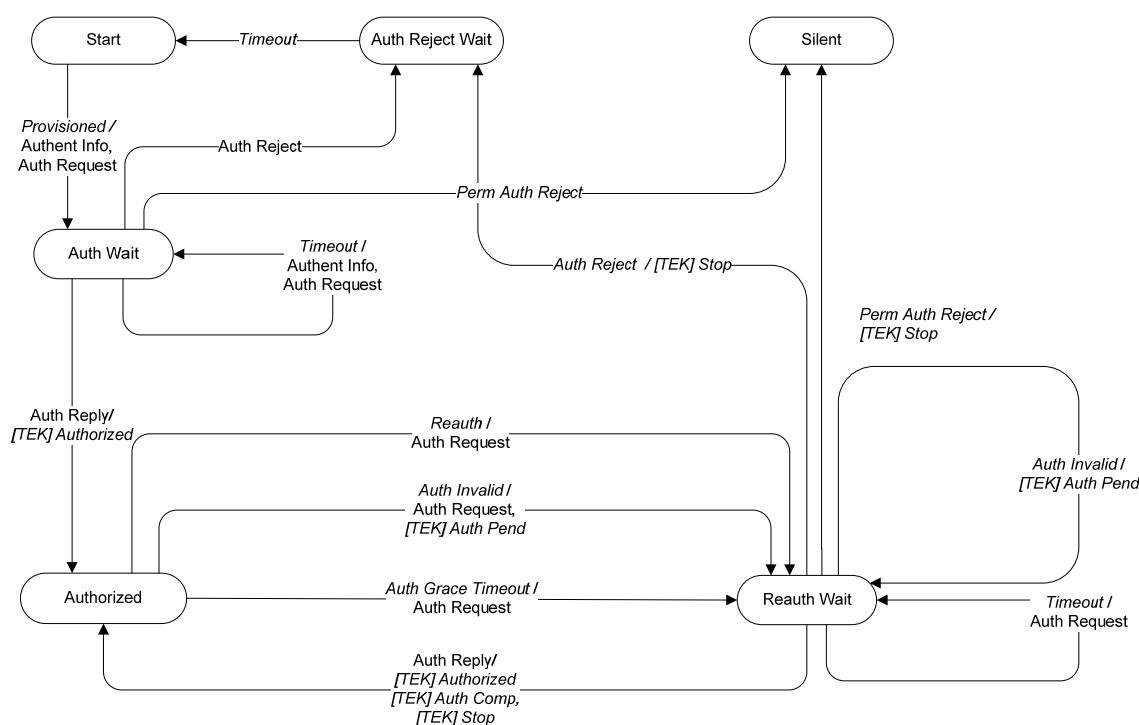 Start
Timeout
Auth Reject Wait
Silent
Provisioned /
Authent Info,
Auth Request
Auth Reject
Perm Auth Reject
Auth Wait
Timeout /
Authent Info,
Auth Request
Auth Reject / [TEK] Stop
Perm Auth Reject /
[TEK] Stop
Auth Reply/
[TEK] Authorized
Reauth /
Auth Request
Auth Invalid /
[TEK] Auth Pend
Auth Invalid /
Auth Request,
[TEK] Auth Pend
Authorized
Auth Grace Timeout /
Auth Request
Reauth Wait
Timeout /
Auth Request
Auth Reply/
[TEK] Authorized
[TEK] Auth Comp,
[TEK] Stop